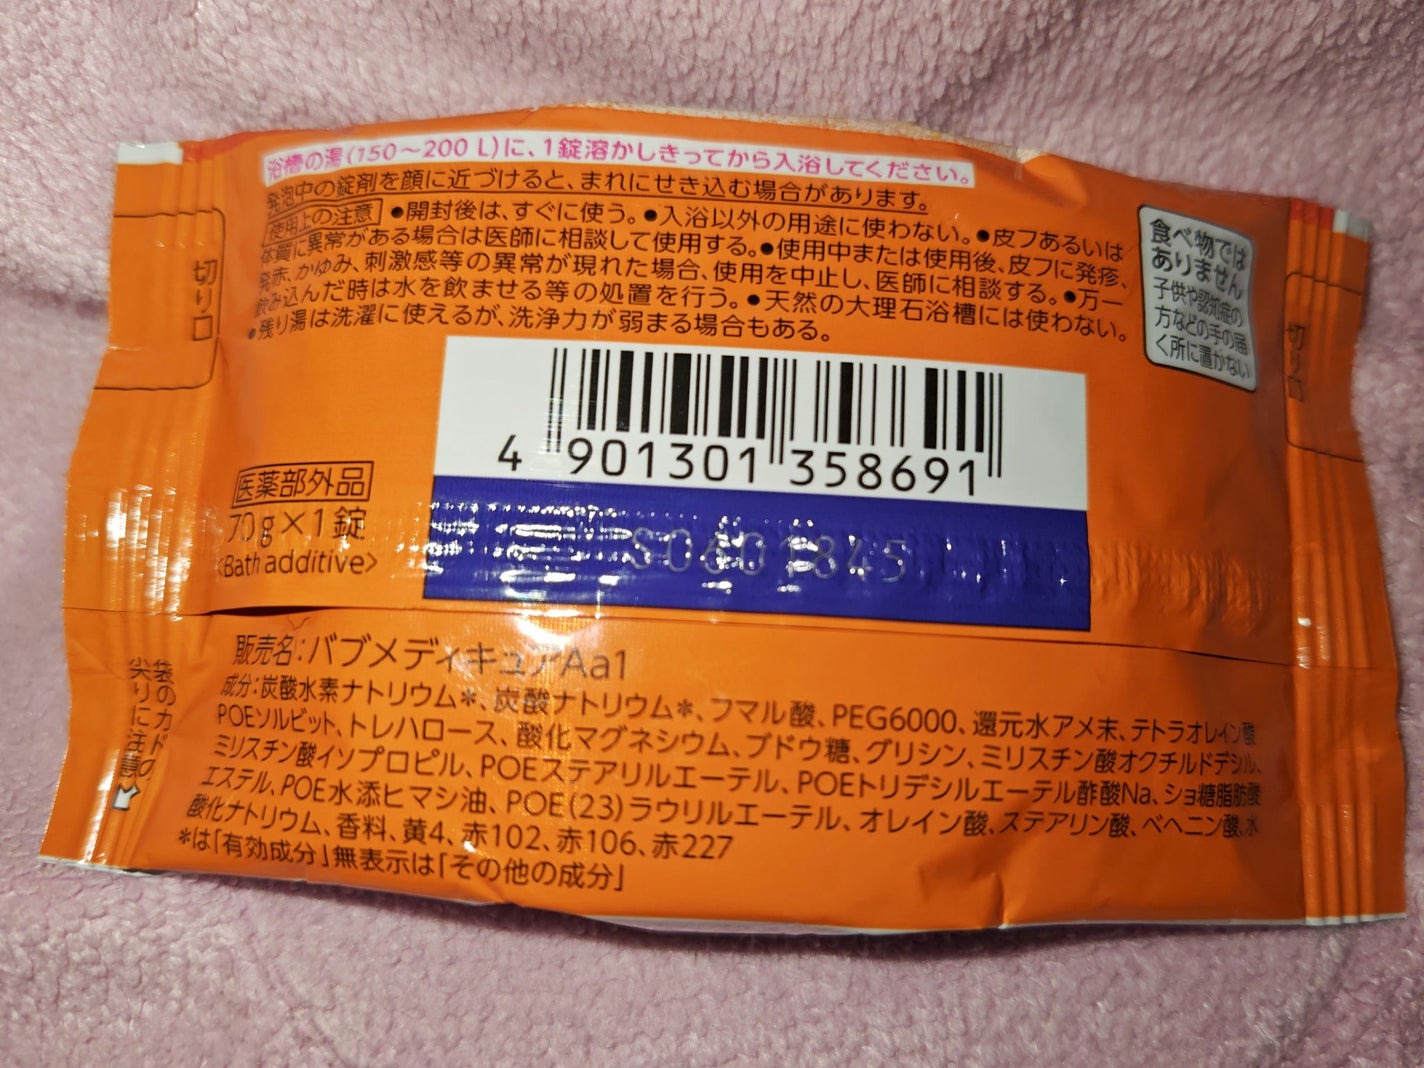 浴槽の湯(150〜200 L)に、1錠溶かしきってから入浴してください。
発泡中の錠剤を顔に近づけると、まれにせき込む場合があります。
使用上の注意 ●開封後は、すぐに使う。●入浴以外の用途に使わない。●皮フあるいは
体質に異常がある場合は医師に相談して使用する。●使用中または使用後、皮フに発疹、
発赤、かゆみ、刺激感等の異常が現れた場合、使用を中止し、医師に相談する。●万一
飲み込んだ時は水を飲ませる等の処置を行う。●天然の大理石浴槽には使わない。
●残り湯は洗濯に使えるが、洗浄力が弱まる場合もある。
食べ物では
ありません
子供や認知症の
方などの手の届
く所に置かない
切り口
切り口
4 901301 358691
医薬部外品
70g×1錠
<Bath additive>
S0601845
袋のカドの
尖りに注意
販売名:バブメディキュアAa1
成分:炭酸水素ナトリウム*、炭酸ナトリウム*、フマル酸、PEG6000、還元水アメ末、テトラオレイン酸
POEソルビット、トレハロース、酸化マグネシウム、ブドウ糖、グリシン、ミリスチン酸オクチルドデシル、
ミリスチン酸イソプロピル、POEステアリルエーテル、POEトリデシルエーテル酢酸Na、ショ糖脂肪酸
エステル、POE水添ヒマシ油、POE(23)ラウリルエーテル、オレイン酸、ステアリン酸、ベヘニン酸、水
酸化ナトリウム、香料、黄4、赤102、赤106、赤227
*は「有効成分」無表示は「その他の成分」